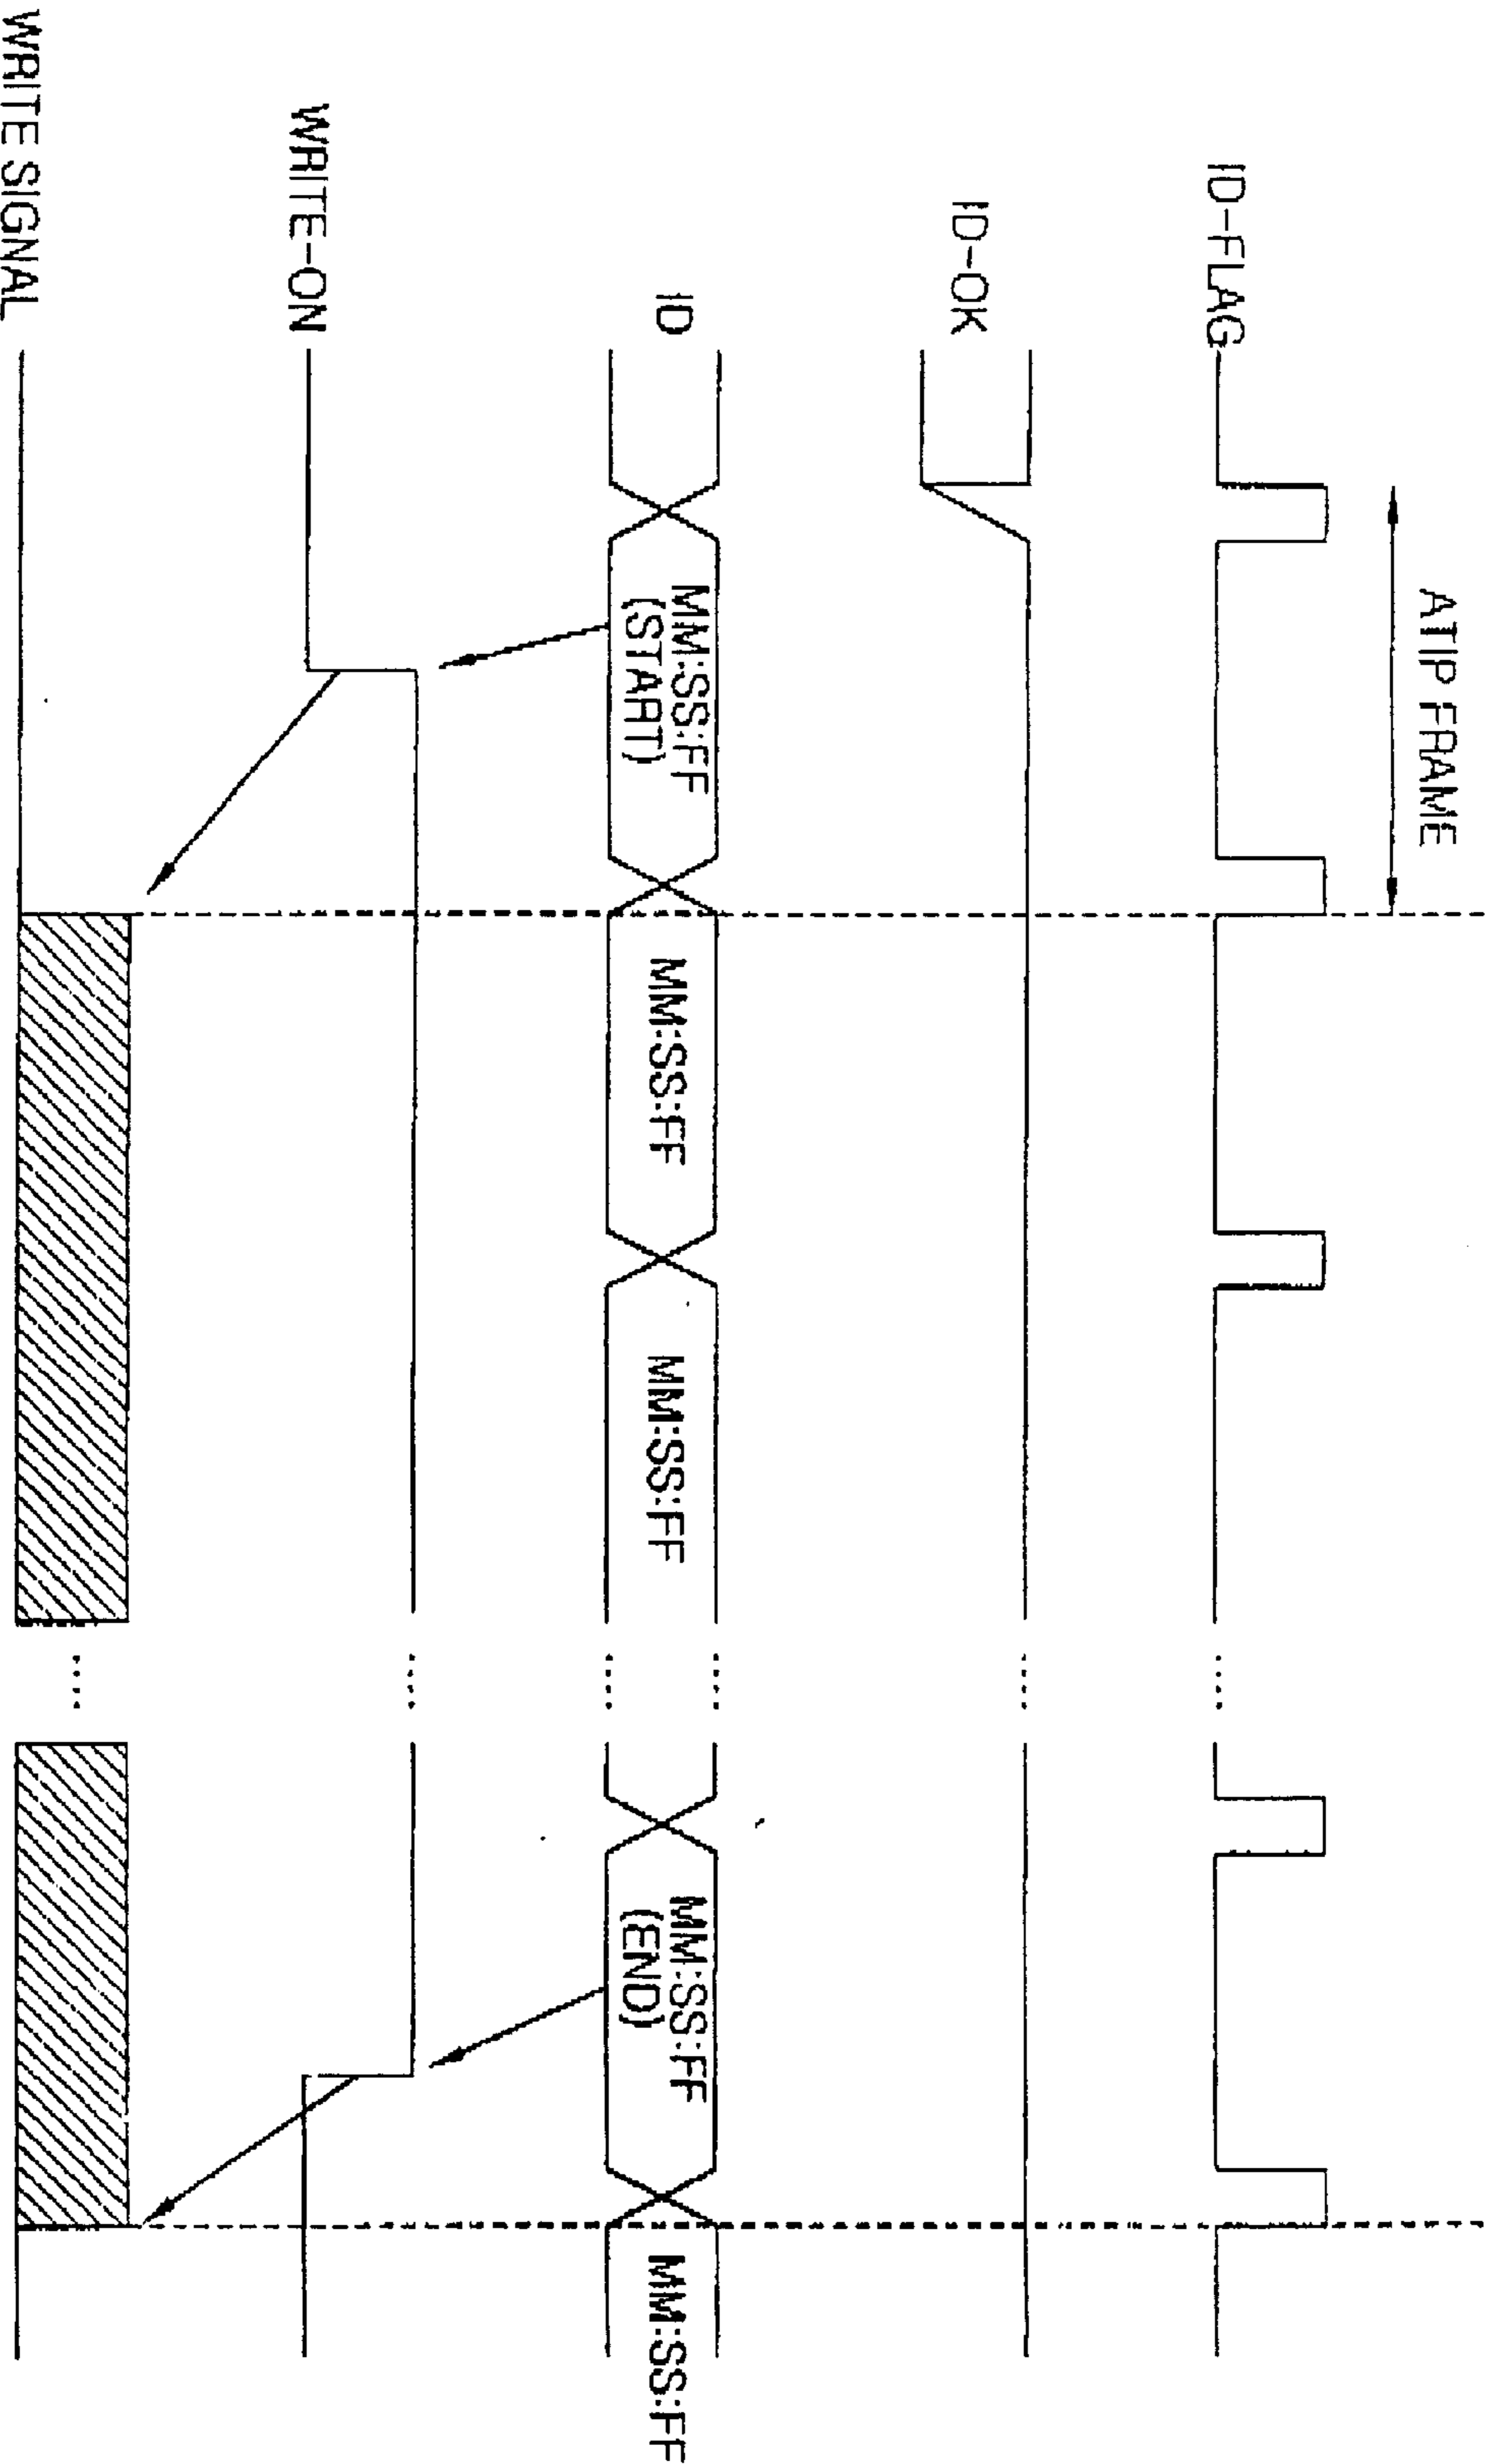 ATIP FRAME
ID-FLAG
ID-OK
ID
MM:SS:FF
(START)
MM:SS:FF
MM:SS:FF
MM:SS:FF
(END)
MM:SS:FF
WRITE-ON
WRITE SIGNAL